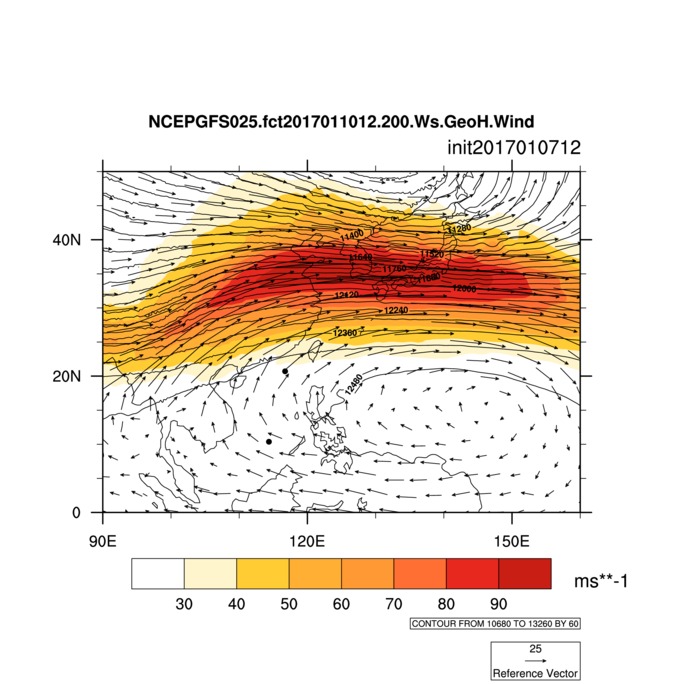 NCEPGFS025.fct2017011012.200.Ws.GeoH.Wind
init2017010712
11400
11280
11640
11520
11760
12120
12000
12240
12360
12480
40N
20N
0
90E 120E 150E
30 40 50 60 70 80 90
ms**-1
CONTOUR FROM 10680 TO 13260 BY 60
25
Reference Vector